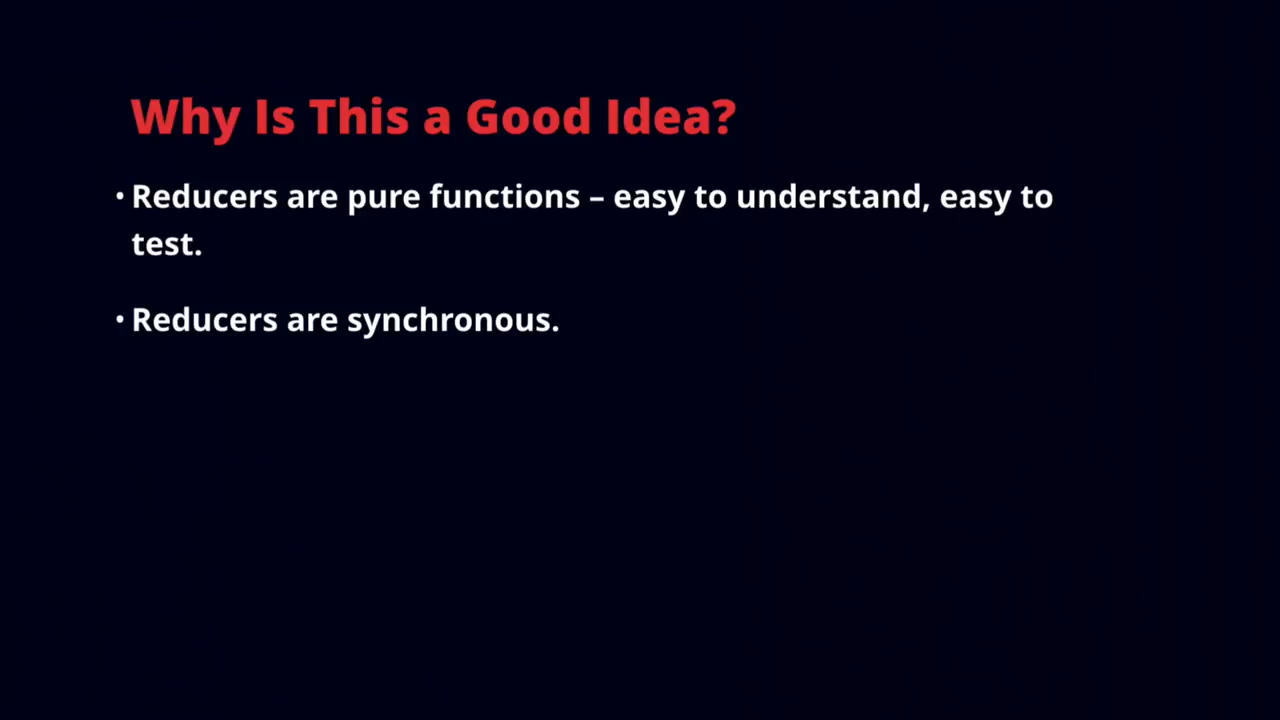 Why Is This a Good Idea?
• Reducers are pure functions – easy to understand, easy to
test.
• Reducers are synchronous.